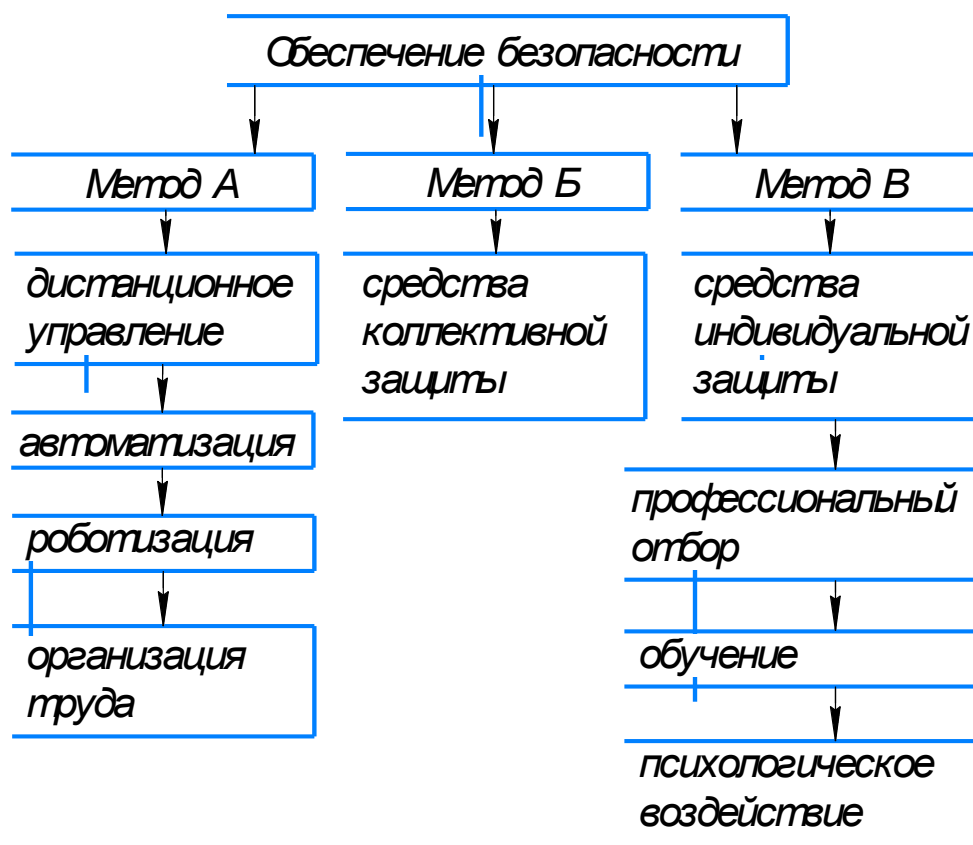 Обеспечение безопасности
Метод А
Метод Б
Метод В
дистанционное
управление
автоматизация
роботизация
организация
труда
средства
коллективной
защиты
средства
индивидуальной
защиты
профессиональный
отбор
обучение
психологическое
воздействие